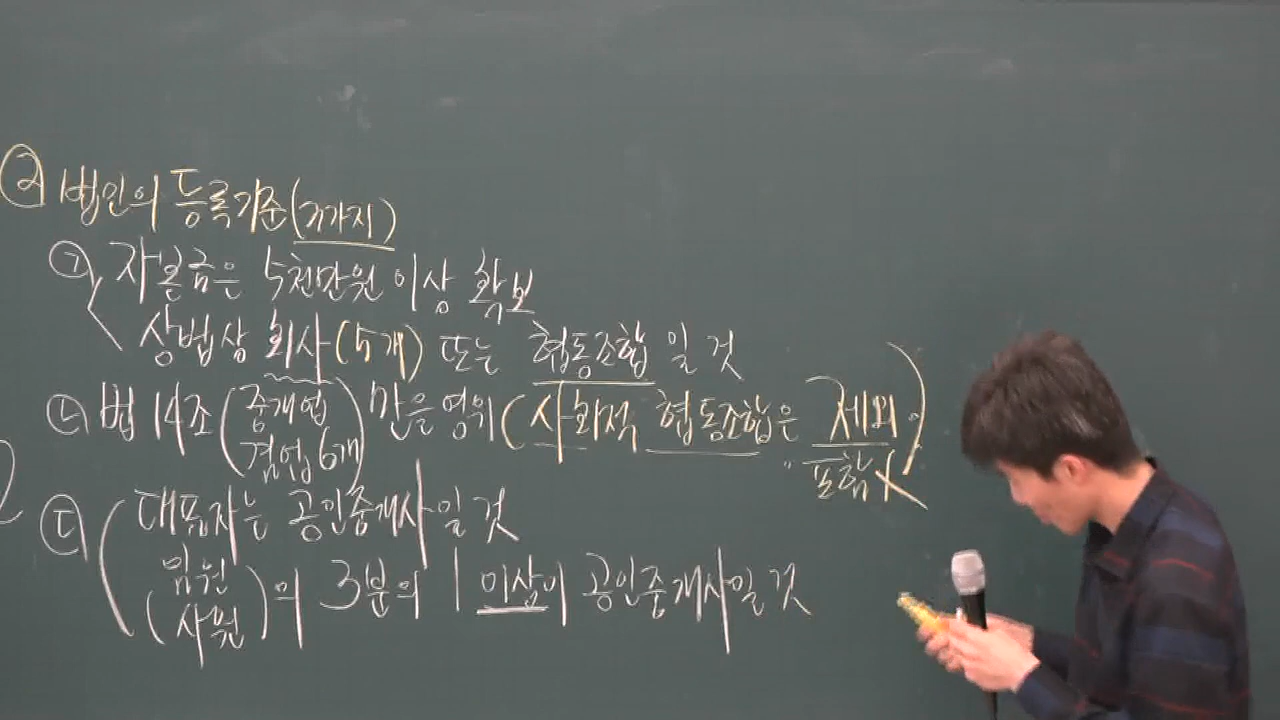 ② 법인의 등록기준(7가지)
㉠ 자본금은 5천만원 이상 확보
상법상 회사(5개) 또는 협동조합 일 것
㉡ 법 14조(중개업 겸업 6개)만을 영위(사회적 협동조합은 제외)
포함 X
㉢ 대표자는 공인중개사일 것
임원(사원)의 3분의 1 이상이 공인중개사일 것